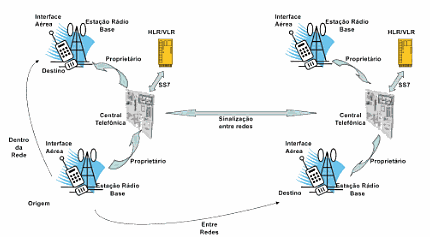 Interface
Aérea
Estação Rádio
Base
HLR/VLR
Proprietário
Destino
SS7
Central
Telefônica
Dentro
da
Rede
Interface
Aérea
Proprietário
Estação Rádio
Base
Origem
Sinalização
entre redes
Entre
Redes
Interface
Aérea
Estação Rádio
Base
HLR/VLR
Proprietário
SS7
Central
Telefônica
Interface
Aérea
Proprietário
Destino
Estação Rádio
Base